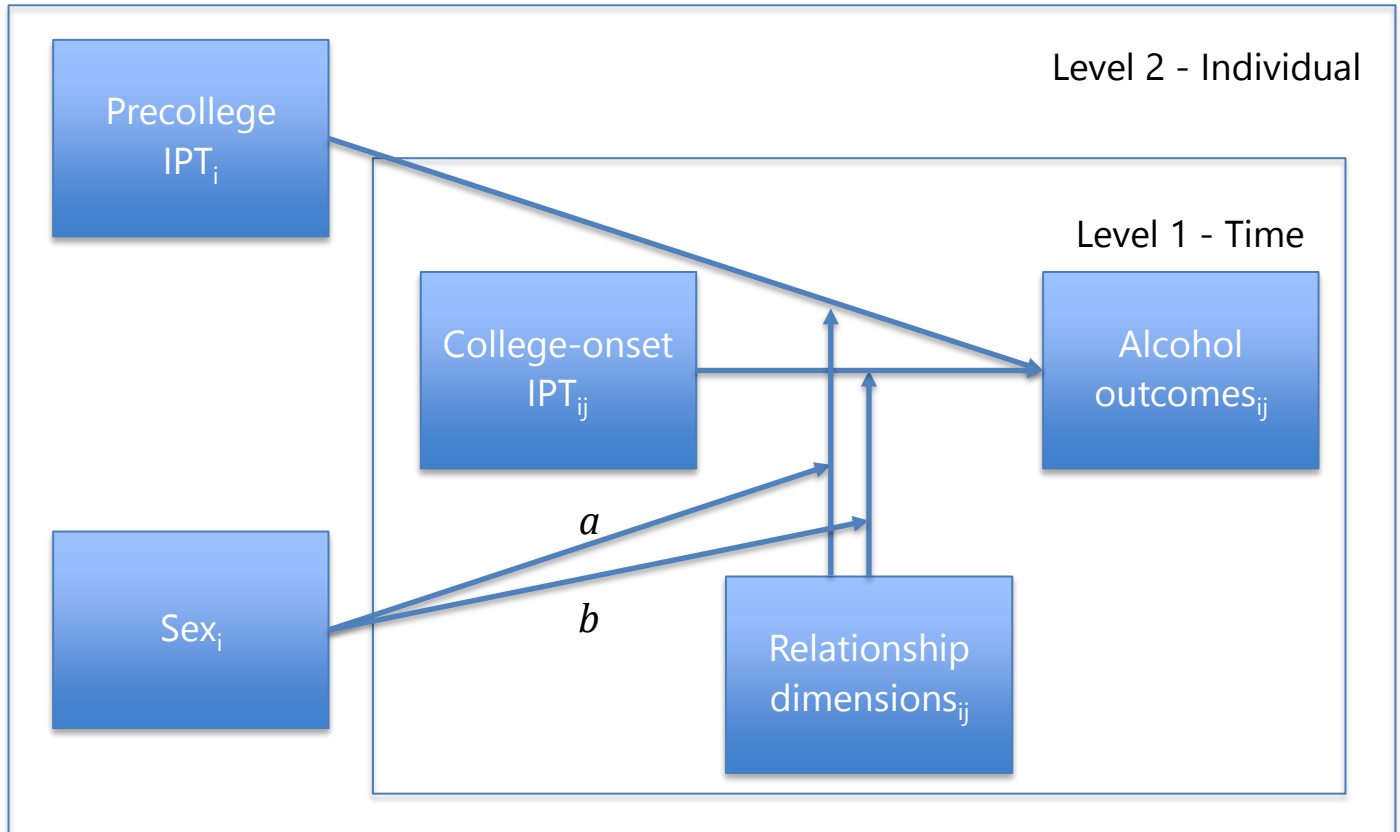 Level 2 - Individual
Precollege
IPTᵢ
Level 1 - Time
College-onset
IPTᵢⱼ
Alcohol
outcomesᵢⱼ
a
b
Sexᵢ
Relationship
dimensionsᵢⱼ